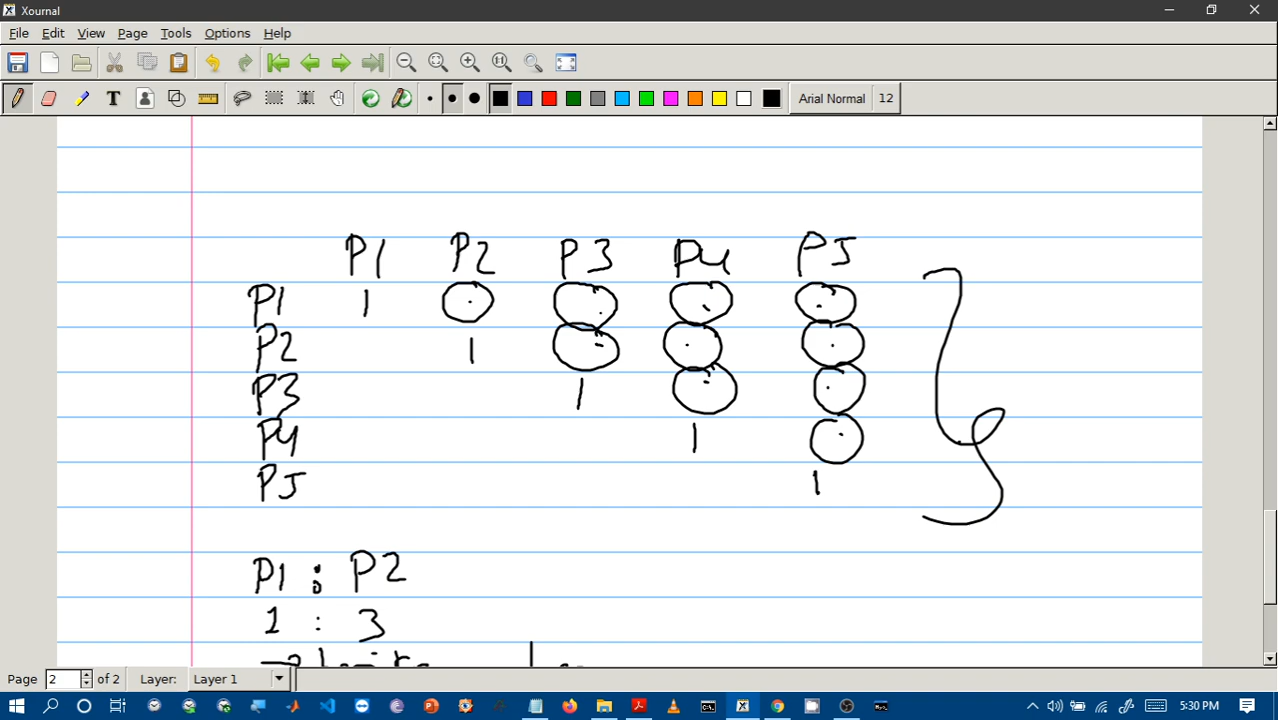 Xournal
File Edit View Page Tools Options Help
Arial Normal 12
P1 P2 P3 P4 P5
P1 1
P2 1
P3 1
P4 1
P5 1
P1 : P2
1 : 3
Page 2 of 2 Layer: Layer 1
5:30 PM